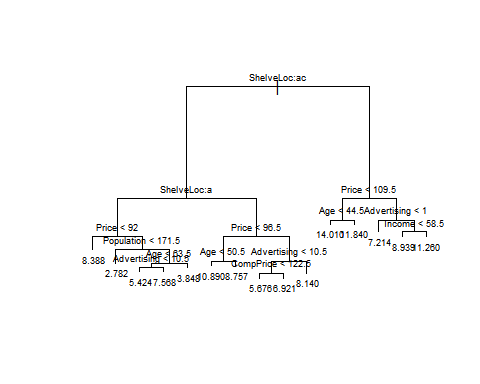 ShelveLoc:ac
ShelveLoc:a
Price < 109.5
Price < 92
Price < 96.5
Age < 44.5
Advertising < 1
Population < 171.5
Income < 58.5
14.010
11.840
7.214
8.939
11.260
8.388
Age < 63.5
Age < 50.5
Advertising < 10.5
2.782
Advertising < 10.5
10.890
8.757
CompPrice < 122.5
5.424
7.568
3.848
5.676
6.921
8.140